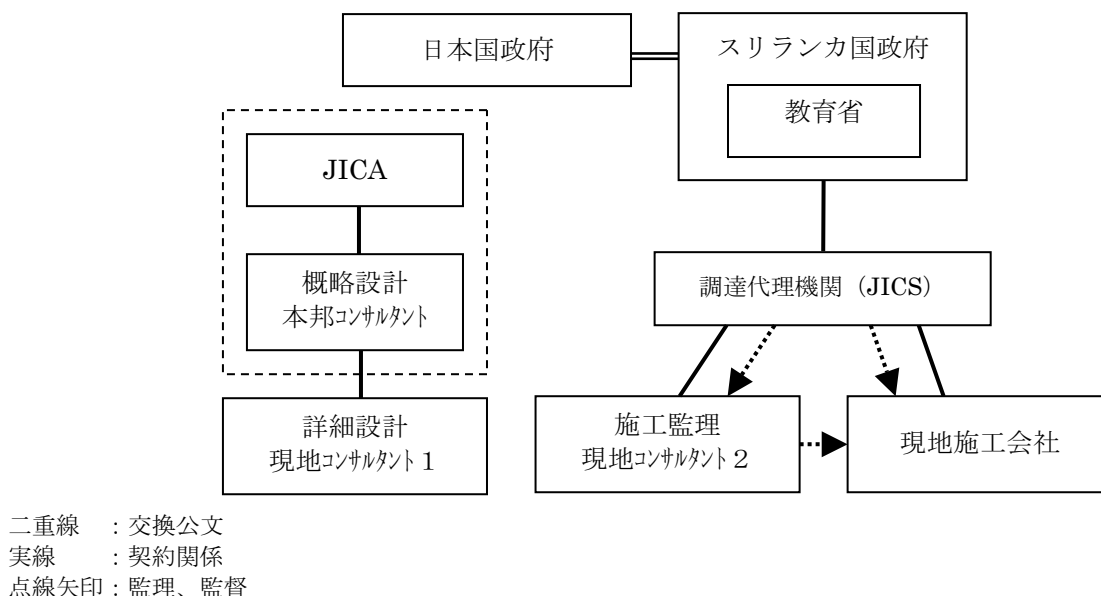 日本国政府
スリランカ国政府
教育省
JICA
概略設計
本邦ｺﾝｻﾙﾀﾝﾄ
調達代理機関（JICS）
詳細設計
現地ｺﾝｻﾙﾀﾝﾄ 1
施工監理
現地ｺﾝｻﾙﾀﾝﾄ 2
現地施工会社
二重線　：交換公文
実線　　：契約関係
点線矢印：監理、監督